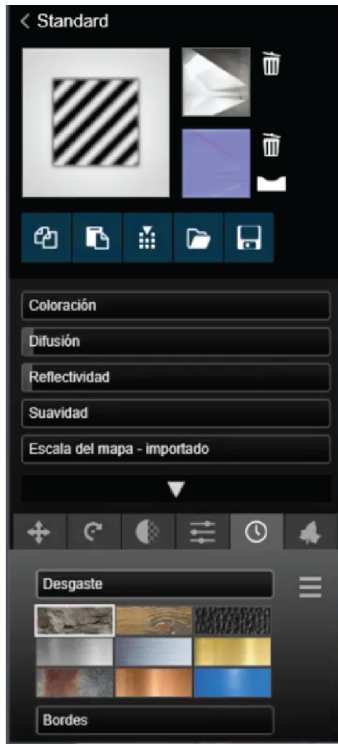 Standard
Coloración
Difusión
Reflectividad
Suavidad
Escala del mapa - importado
Desgaste
Bordes